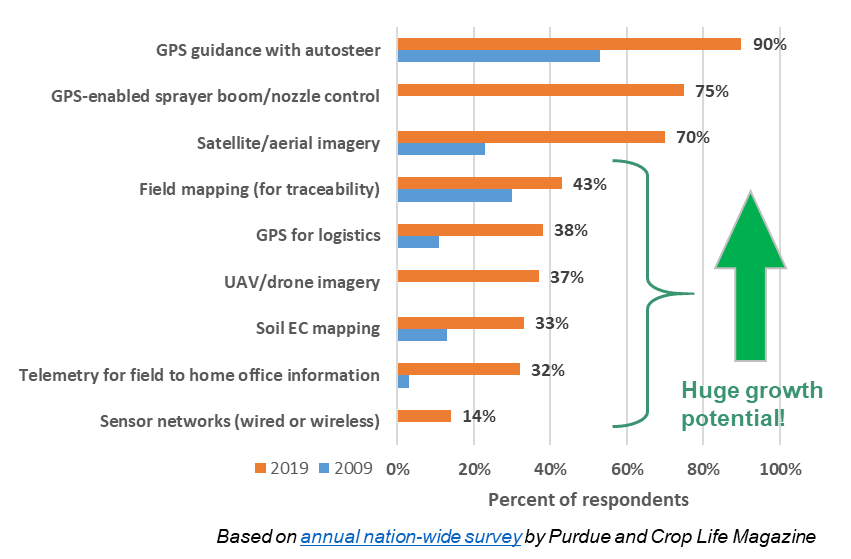 GPS guidance with autosteer
90%
GPS-enabled sprayer boom/nozzle control
75%
Satellite/aerial imagery
70%
Field mapping (for traceability)
43%
GPS for logistics
38%
UAV/drone imagery
37%
Soil EC mapping
33%
Telemetry for field to home office information
32%
Sensor networks (wired or wireless)
14%
Huge growth
potential!
2019 2009
0% 20% 40% 60% 80% 100%
Percent of respondents
Based on annual nation-wide survey by Purdue and Crop Life Magazine